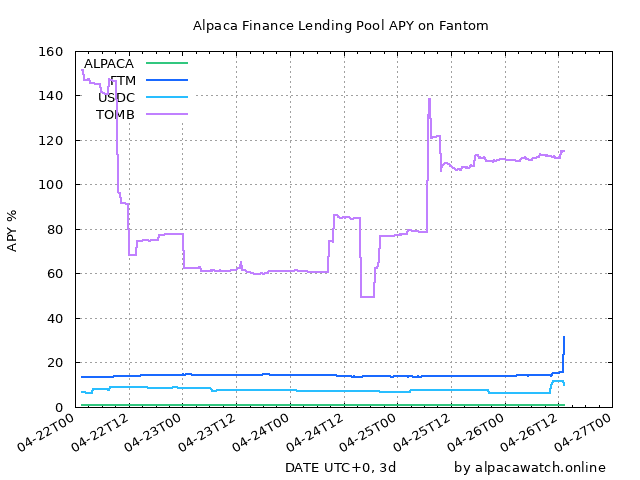 Alpaca Finance Lending Pool APY on Fantom
160
140
120
100
80
60
40
20
0
APY %
ALPACA
FTM
USDC
TOMB
04-22T00
04-22T12
04-23T00
04-23T12
04-24T00
04-24T12
04-25T00
04-25T12
04-26T00
04-26T12
04-27T00
DATE UTC+0, 3d
by alpacawatch.online